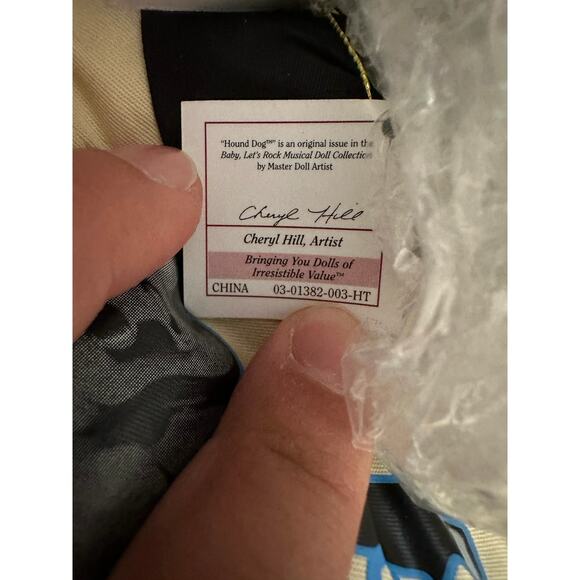 "Hound Dog™" is an original issue in the
Baby, Let's Rock Musical Doll Collection
by Master Doll Artist
Cheryl Hill
Cheryl Hill, Artist
Bringing You Dolls of
Irresistible Value™
CHINA 03-01382-003-HT